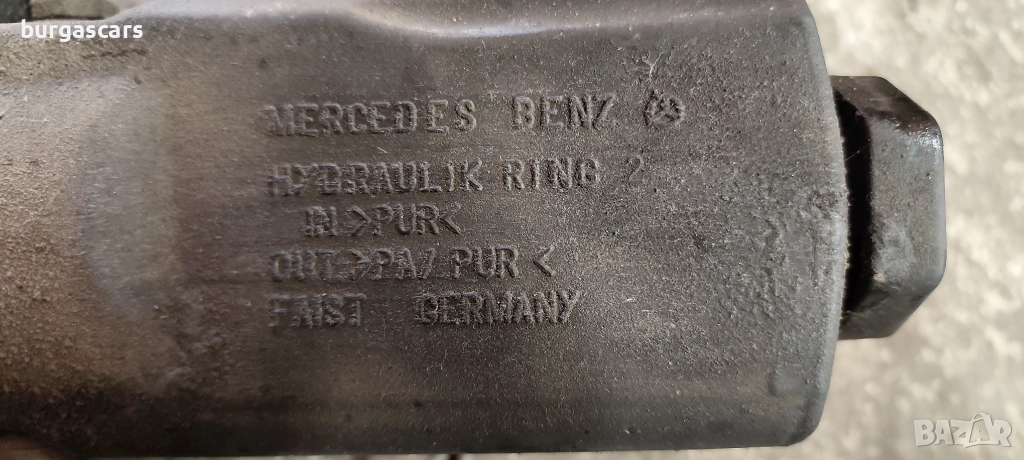 burgascars
MERCEDES BENZ
HYDRAULIK RING 2
IN >PUR<
OUT >PA/PUR<
FAIST GERMANY
BAZAR